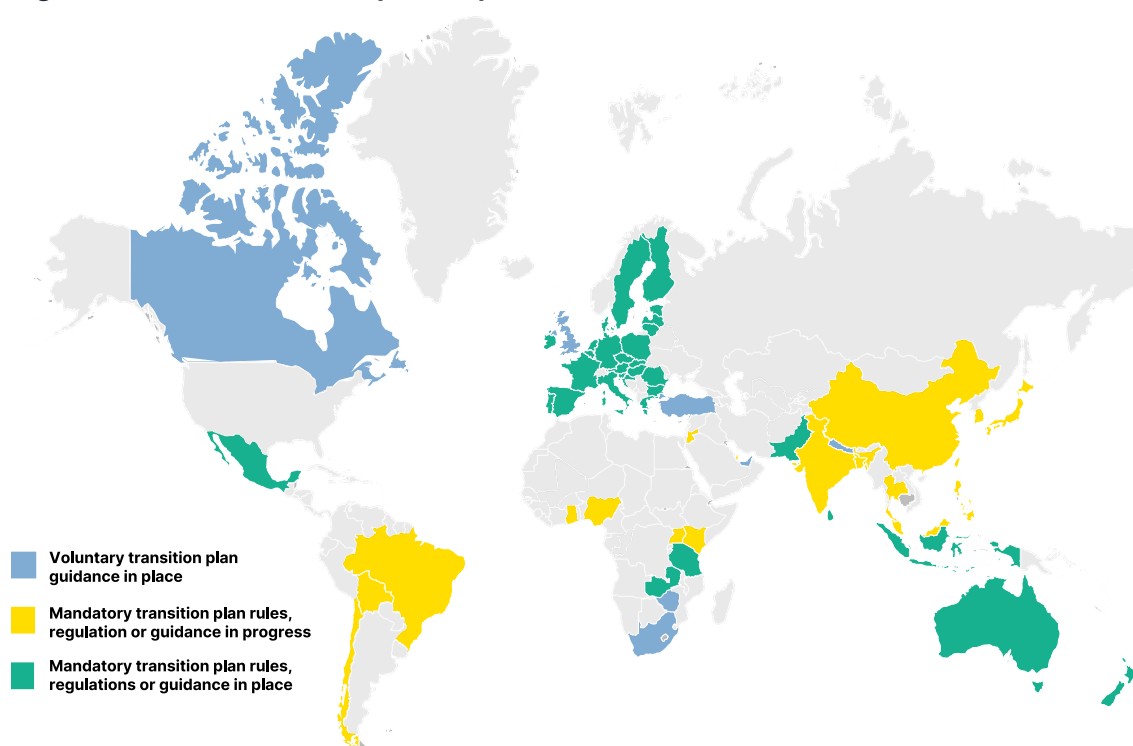 Voluntary transition plan
guidance in place
Mandatory transition plan rules,
regulation or guidance in progress
Mandatory transition plan rules,
regulations or guidance in place